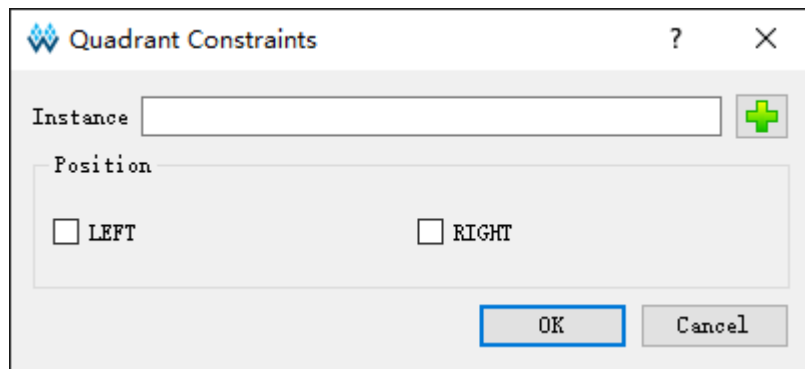 Quadrant Constraints ?
Instance
Position
LEFT RIGHT
OK Cancel